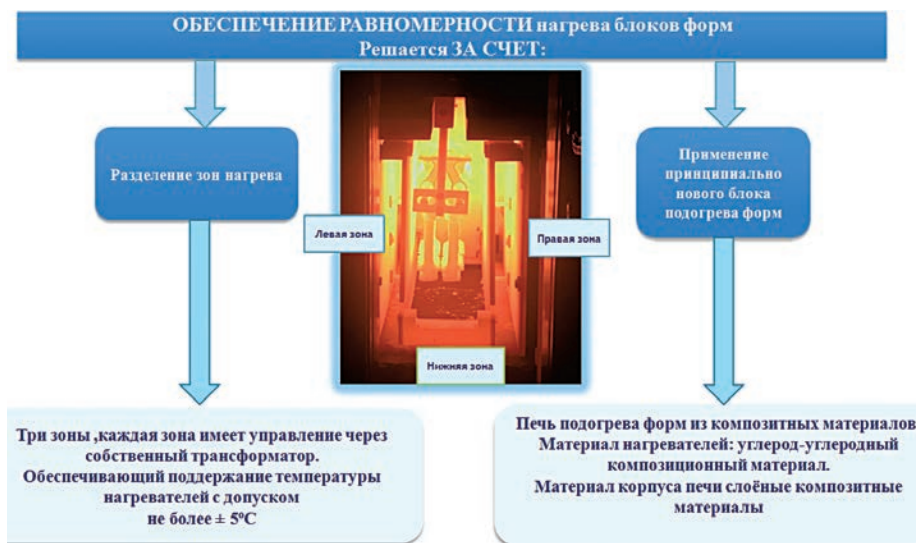 ОБЕСПЕЧЕНИЕ РАВНОМЕРНОСТИ нагрева блоков форм
Решается ЗА СЧЕТ:
Разделение зон нагрева
Применение
принципиально
нового блока
подогрева форм
Левая зона
Правая зона
Нижняя зона
Три зоны ,каждая зона имеет управление через
собственный трансформатор.
Обеспечивающий поддержание температуры
нагревателей с допуском
не более ± 5⁰С
Печь подогрева форм из композитных материалов
Материал нагревателей: углерод-углеродный
композиционный материал.
Материал корпуса печи слоёные композитные
материалы